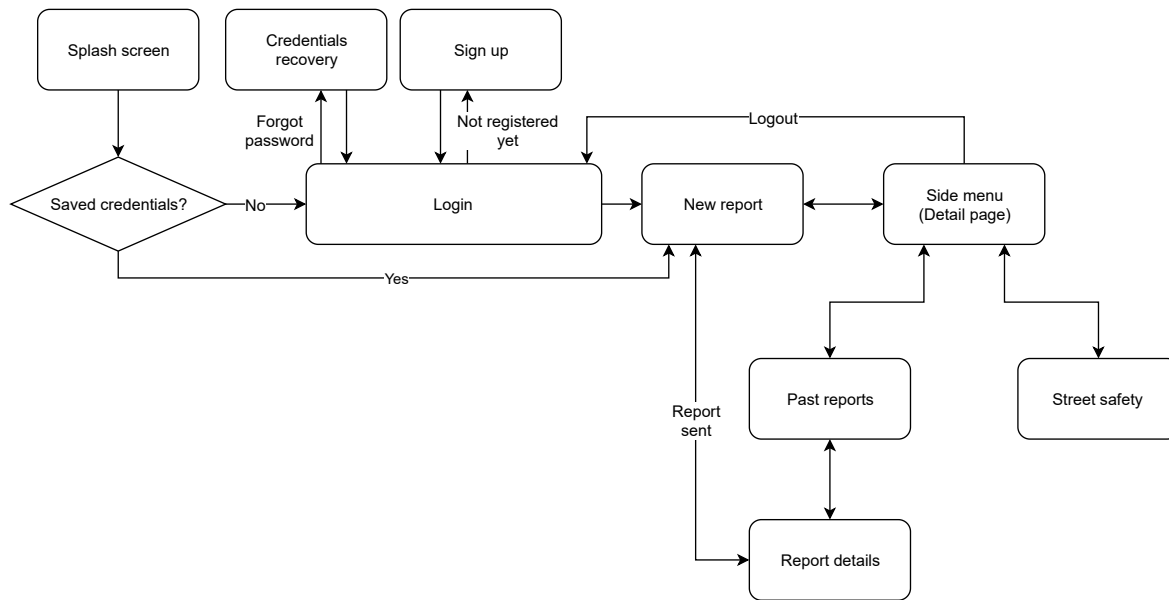 Splash screen
Credentials
recovery
Sign up
Forgot
password
Not registered
yet
Logout
Saved credentials?
No
Login
New report
Side menu
(Detail page)
Yes
Past reports
Street safety
Report
sent
Report details